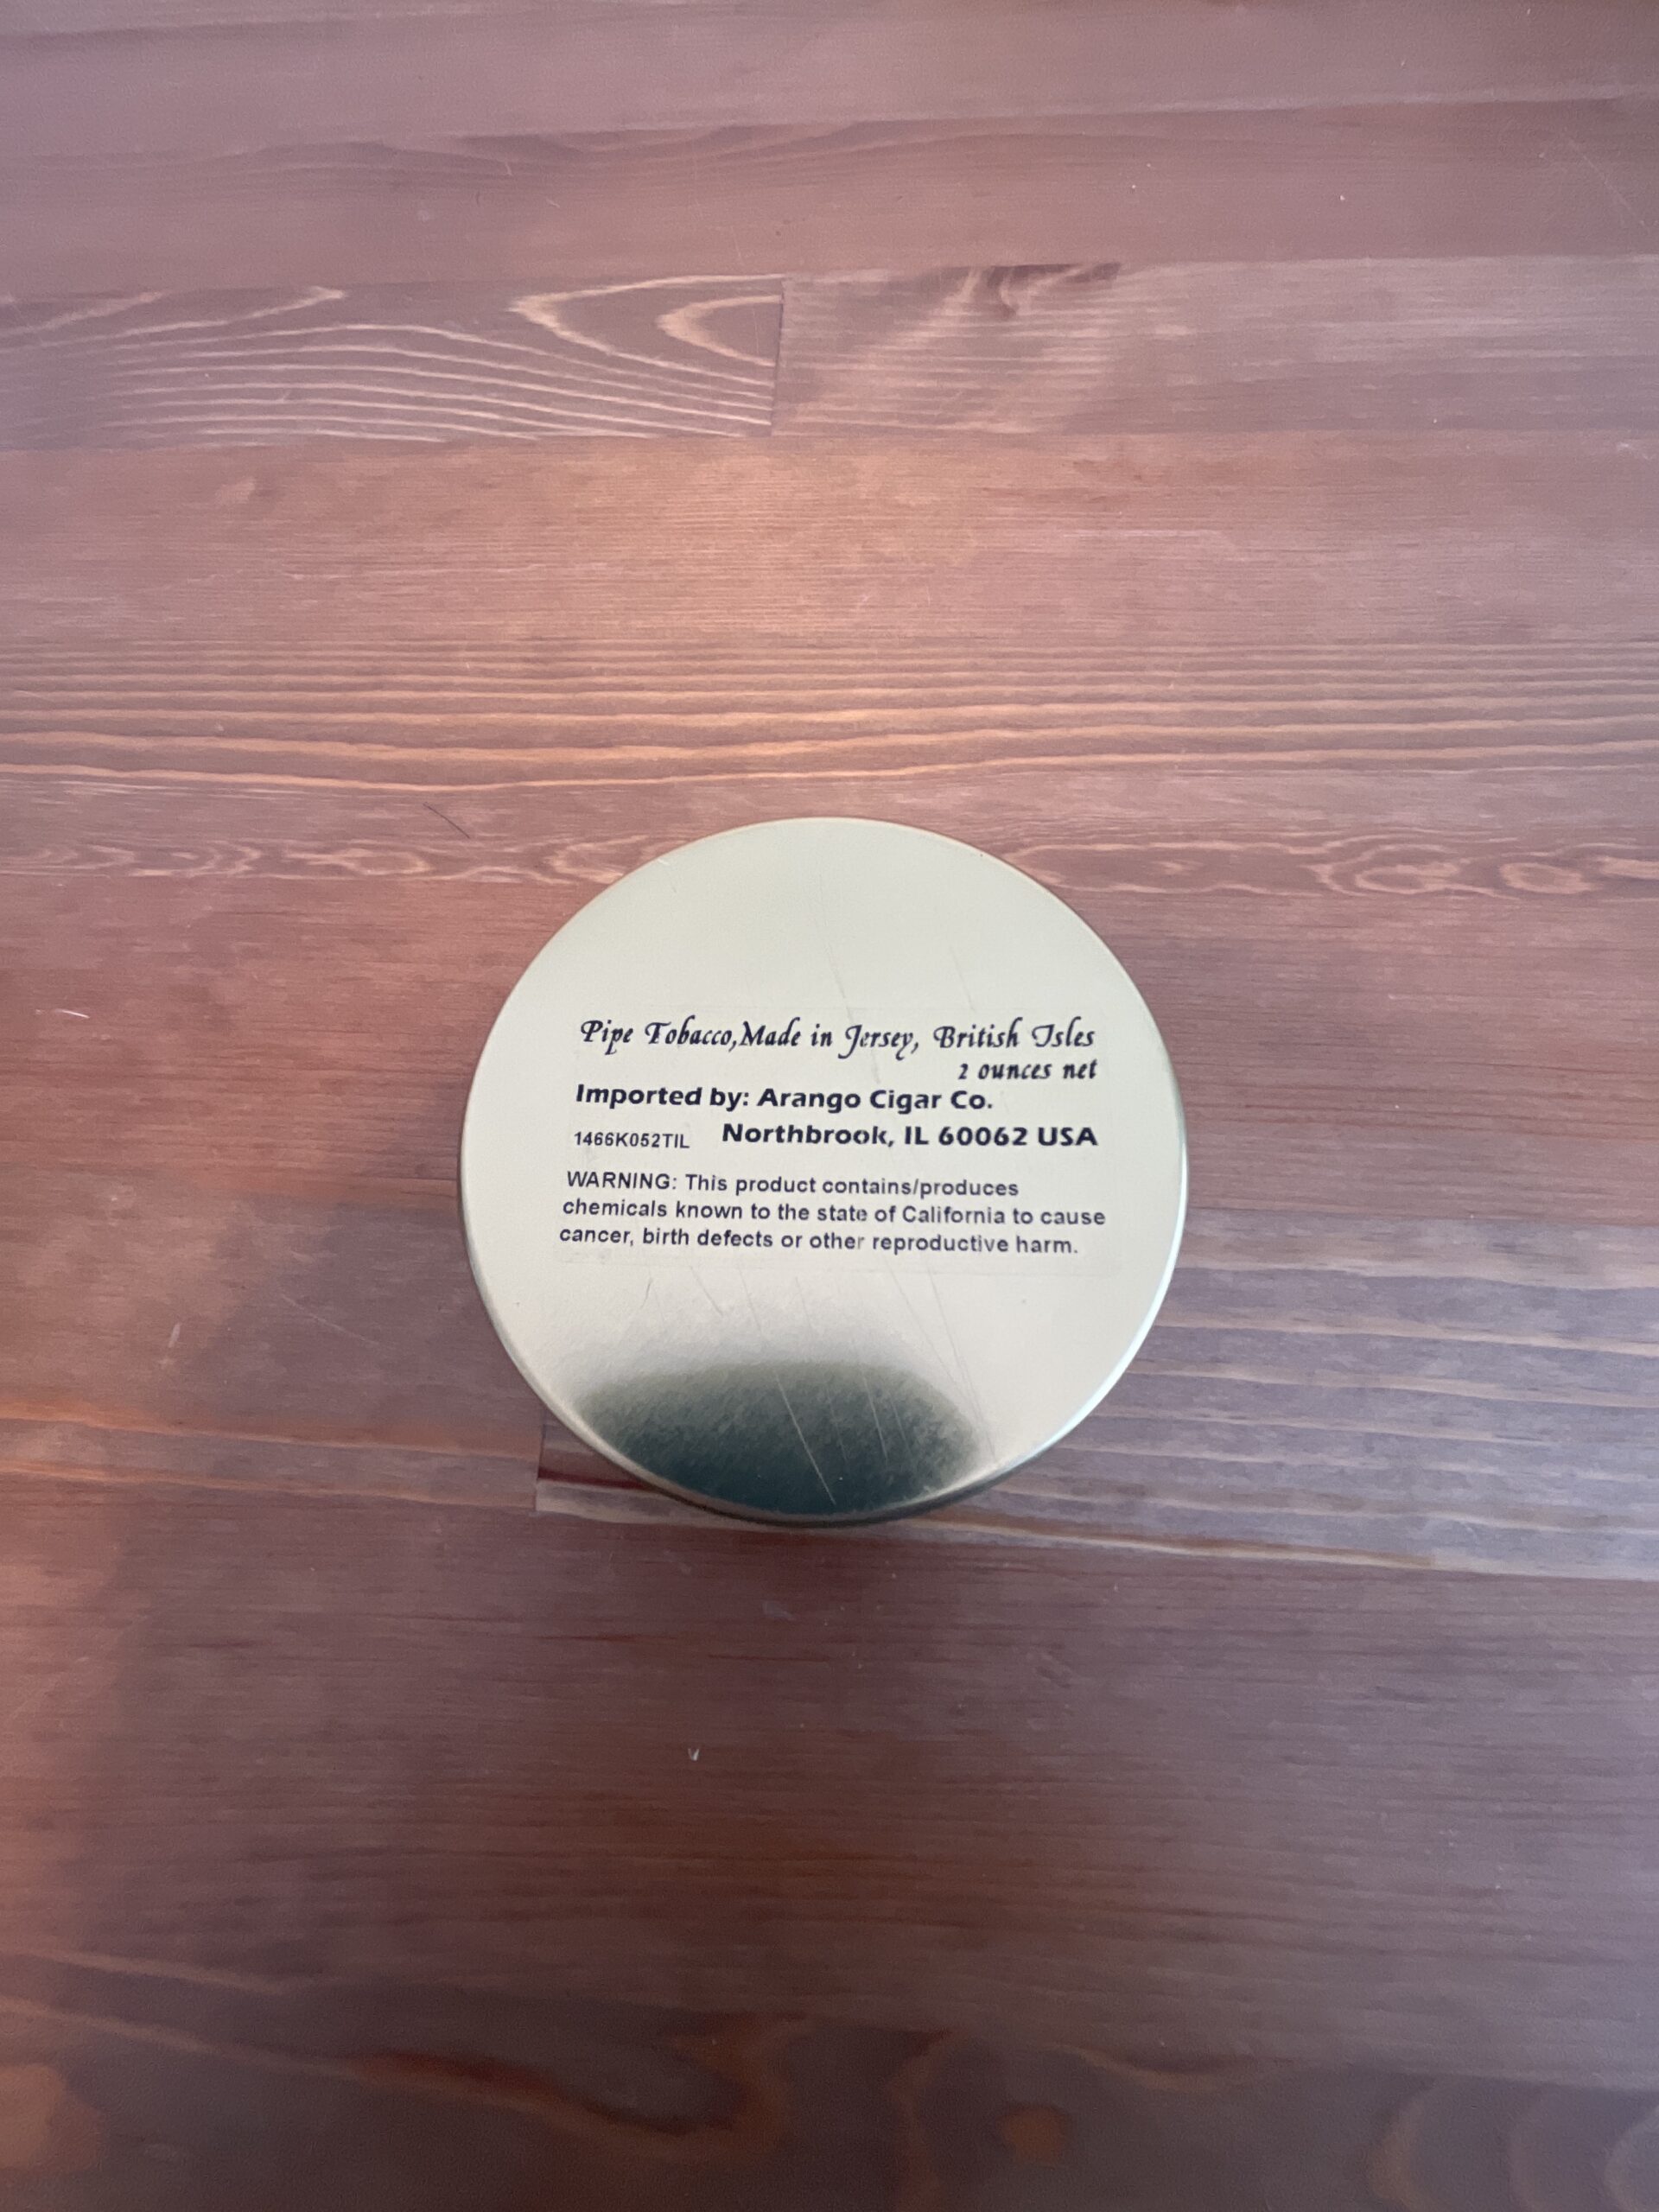 Pipe Tobacco,Made in Jersey, British Isles
2 ounces net
Imported by: Arango Cigar Co.
1466K052TIL Northbrook, IL 60062 USA
WARNING: This product contains/produces
chemicals known to the state of California to cause
cancer, birth defects or other reproductive harm.